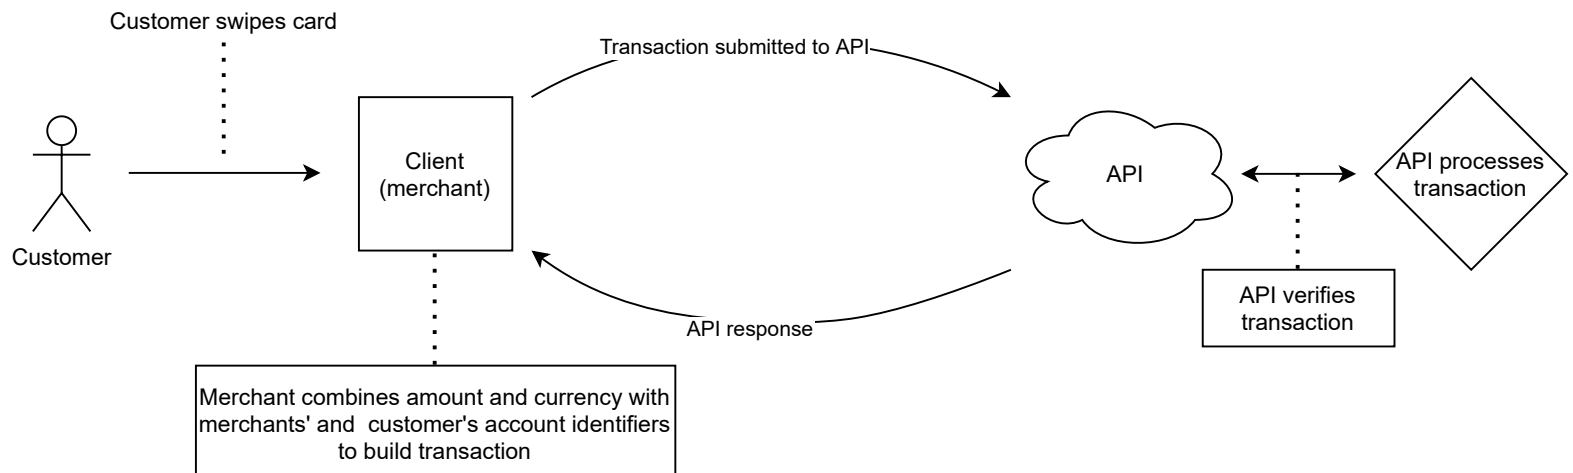 Customer swipes card
Transaction submitted to API
Client
(merchant)
API
API processes
transaction
Customer
API verifies
transaction
API response
Merchant combines amount and currency with
merchants' and  customer's account identifiers
to build transaction